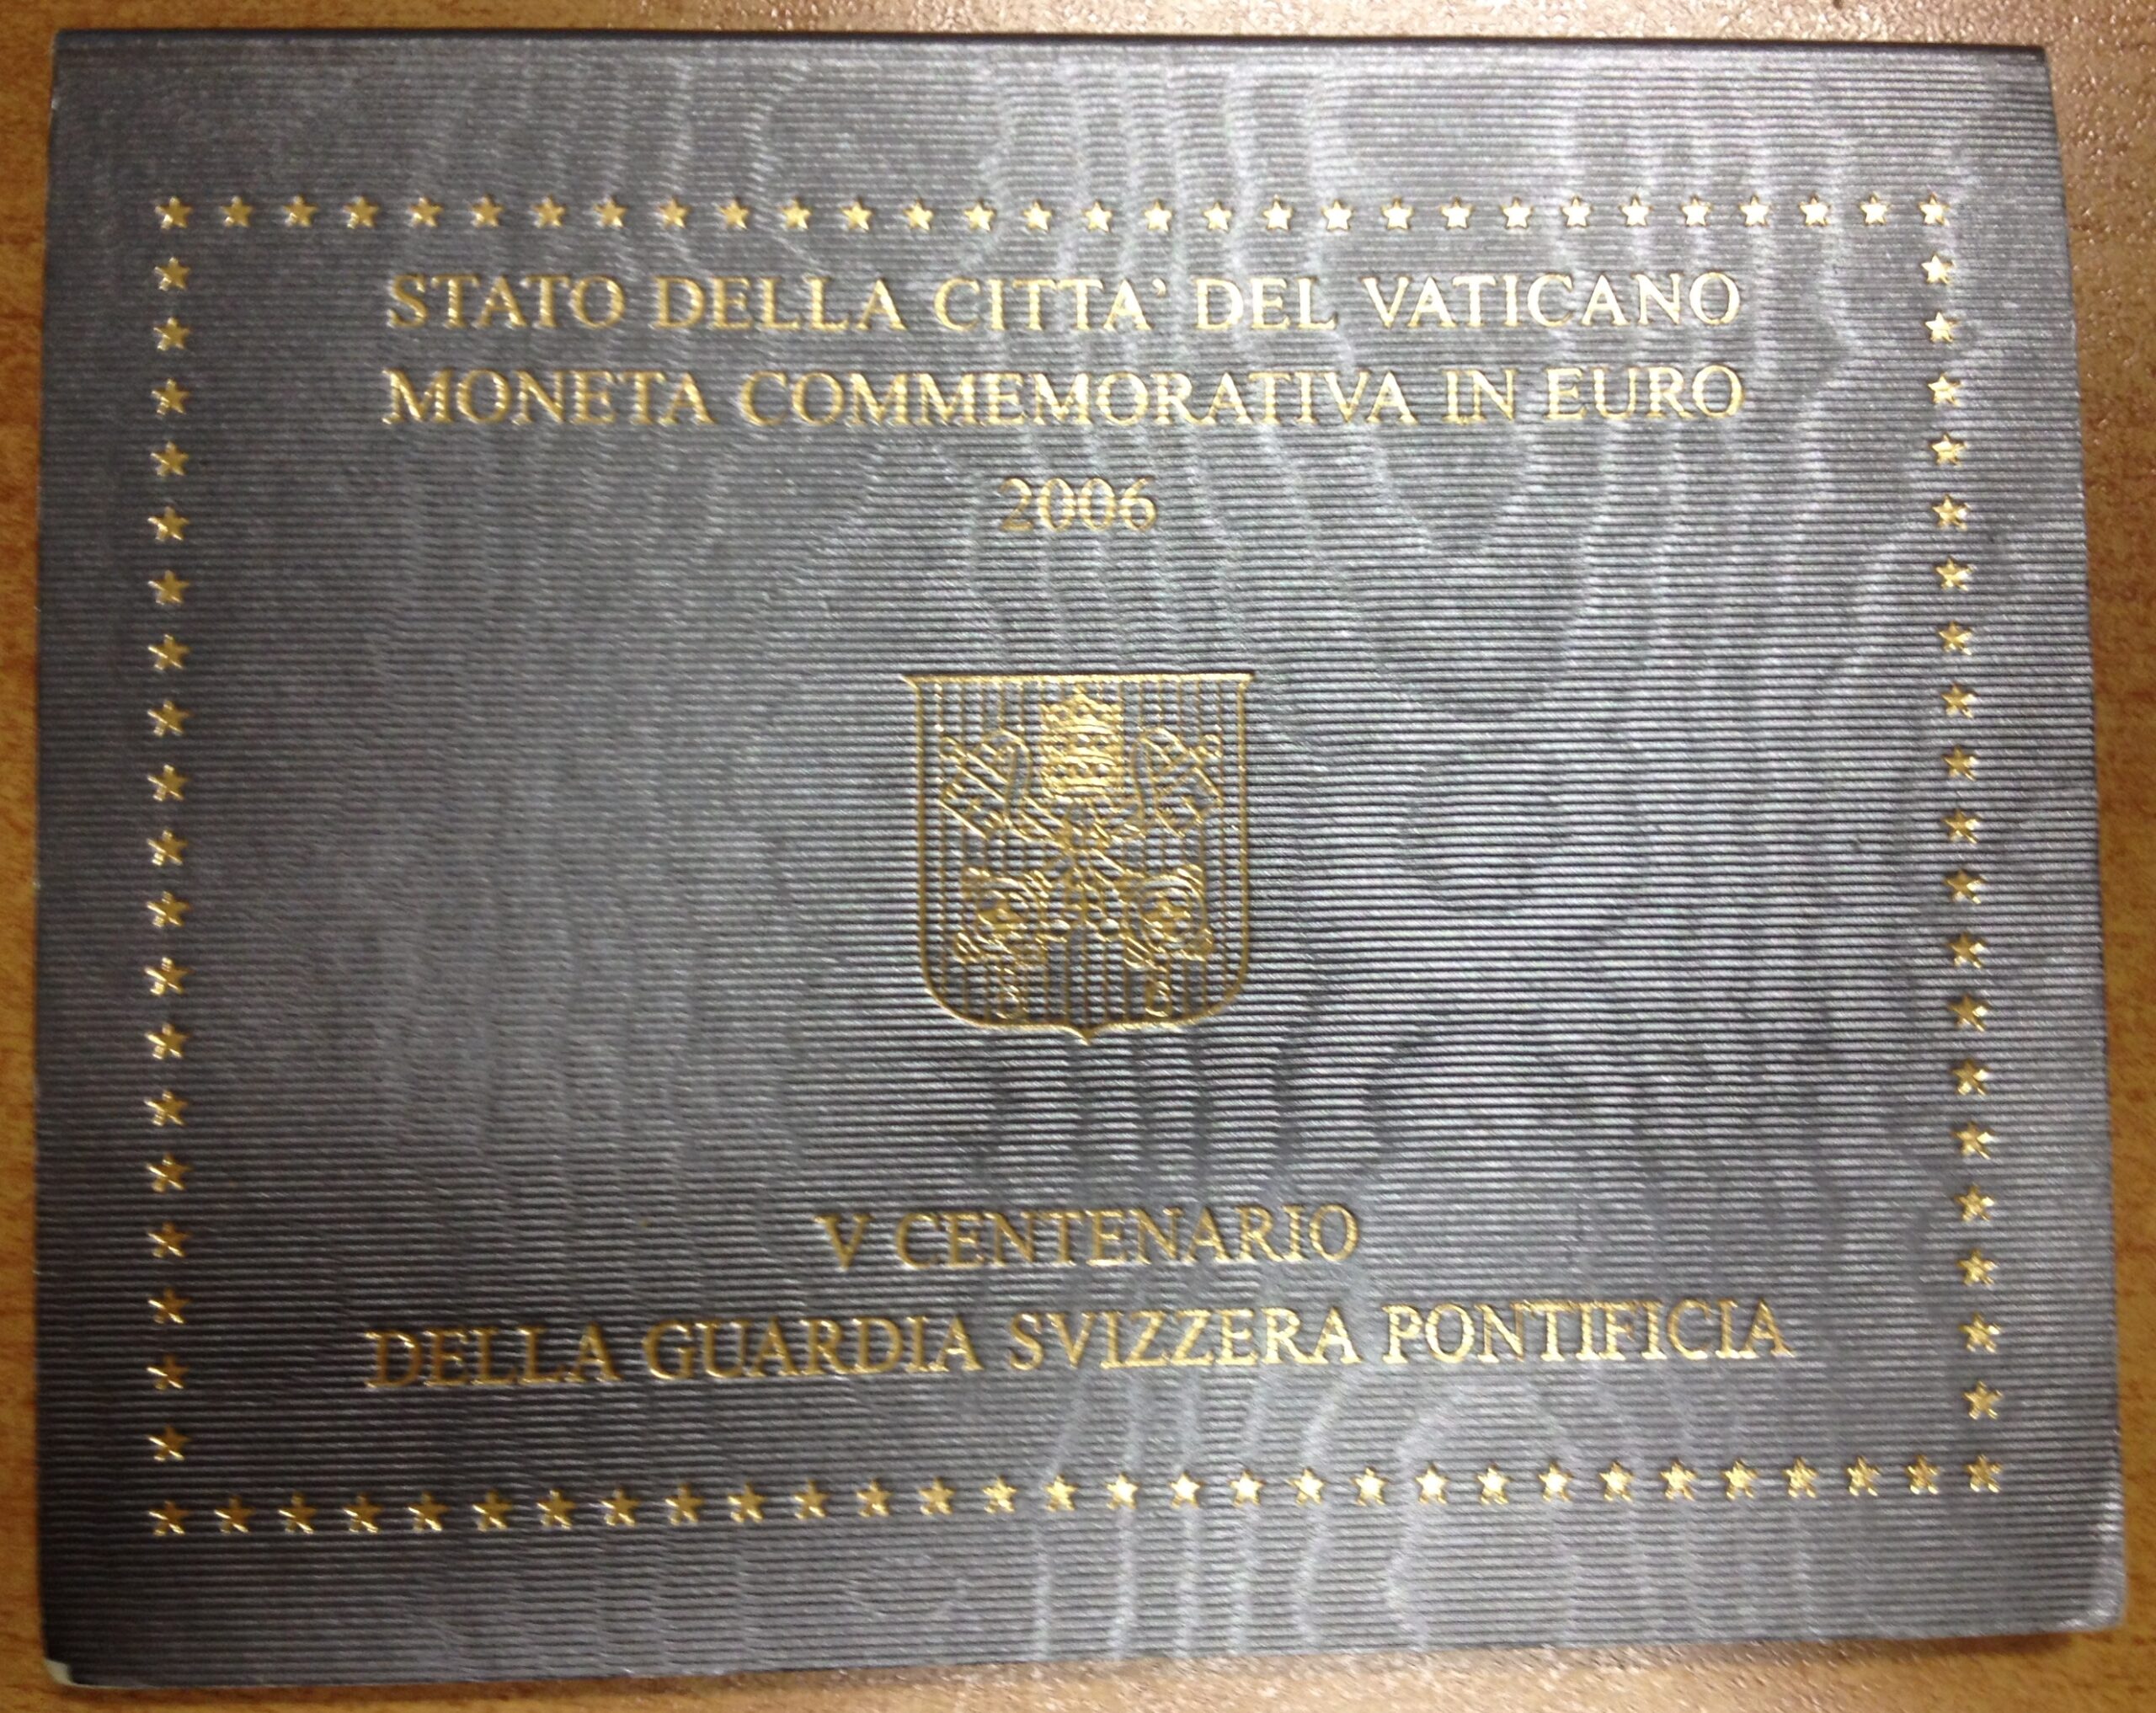 STATO DELLA CITTA' DEL VATICANO
MONETA COMMEMORATIVA IN EURO
2006
V CENTENARIO
DELLA GUARDIA SVIZZERA PONTIFICIA